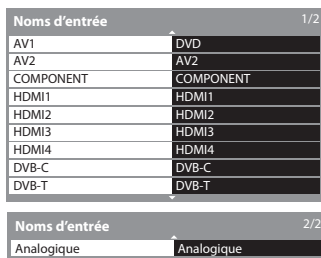 Noms d'entrée 1/2
AV1 DVD
AV2 AV2
COMPONENT COMPONENT
HDMI1 HDMI1
HDMI2 HDMI2
HDMI3 HDMI3
HDMI4 HDMI4
DVB-C DVB-C
DVB-T DVB-T
Noms d'entrée 2/2
Analogique Analogique